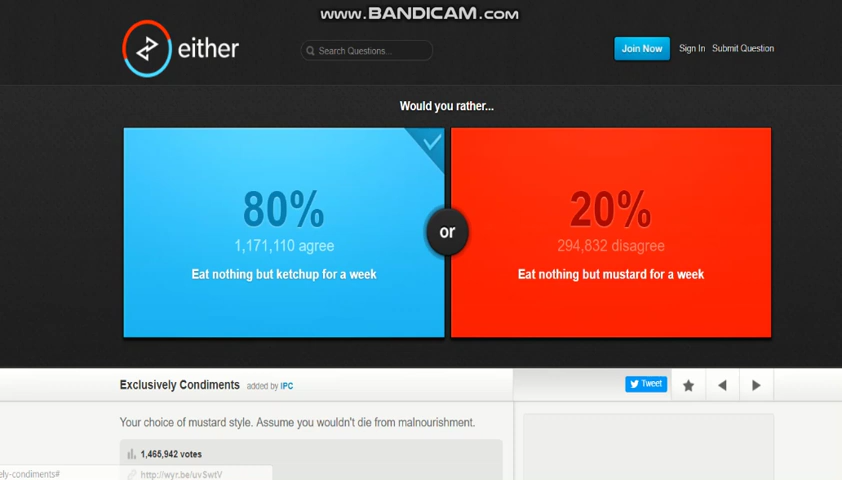 www.BANDICAM.com
either
Search Questions...
Join Now
Sign In
Submit Question
Would you rather...
80%
1,171,110 agree
Eat nothing but ketchup for a week
or
20%
294,832 disagree
Eat nothing but mustard for a week
Exclusively Condiments added by IPC
Tweet
Your choice of mustard style. Assume you wouldn't die from malnourishment.
1,465,942 votes
ely-condiments#
http://wyr.be/uvSwtV